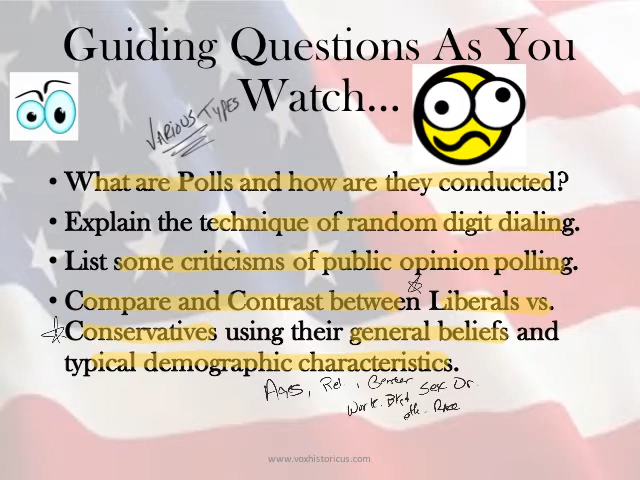 Guiding Questions As You
Watch...
VARIOUS TYPES
• What are Polls and how are they conducted?
• Explain the technique of random digit dialing.
• List some criticisms of public opinion polling.
• Compare and Contrast between Liberals vs.
Conservatives using their general beliefs and
typical demographic characteristics.
Ages, Rel., Gender Sex Or.
Work. Race
www.voxhistoricus.com